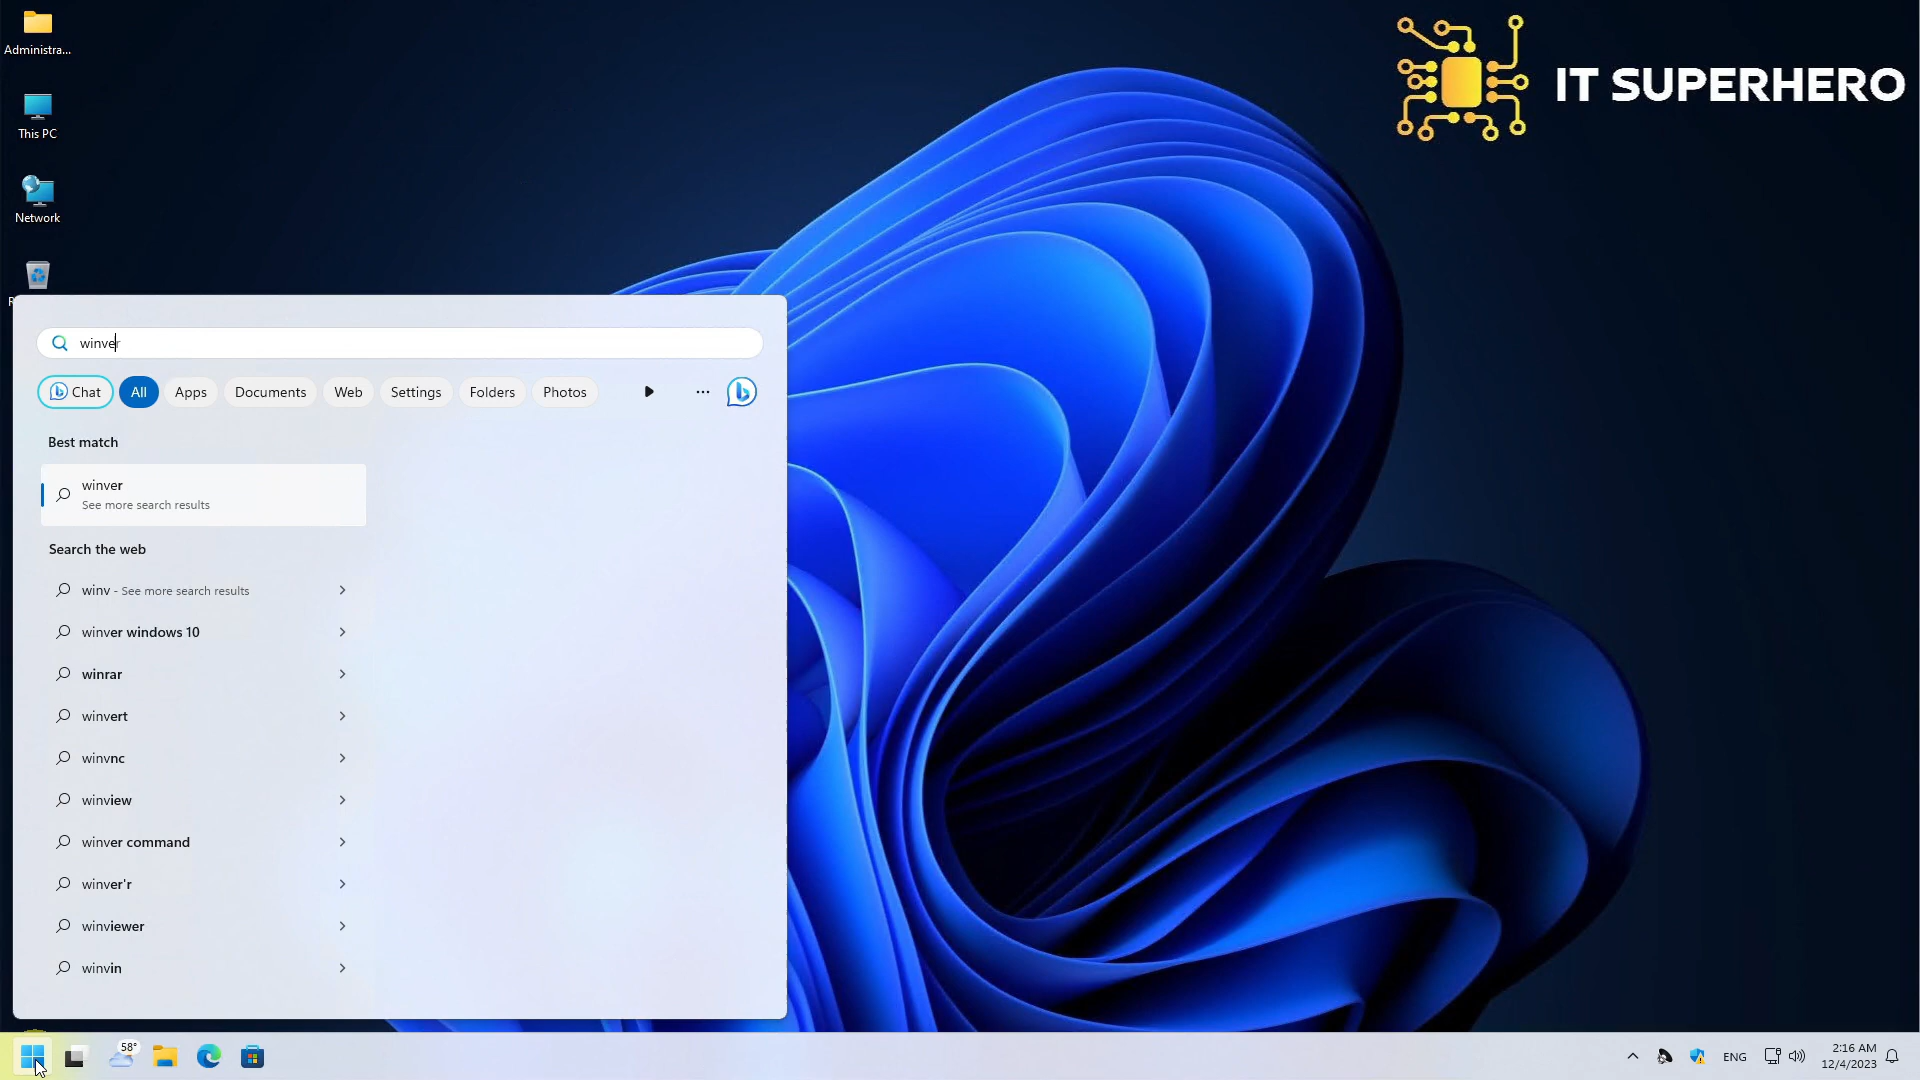 Administra...
This PC
Network
IT SUPERHERO
winver
Chat
All
Apps
Documents
Web
Settings
Folders
Photos
Best match
winver
See more search results
Search the web
winv - See more search results
winver windows 10
winrar
winvert
winvnc
winview
winver command
winver'r
winviewer
winvin
58°
ENG
2:16 AM
12/4/2023